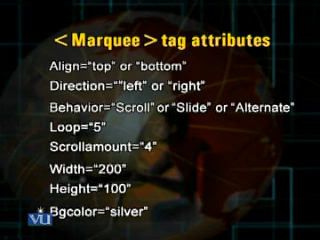 <Marquee> tag attributes
Align="top" or "bottom"
Direction=""left" or "right"
Behavior="Scroll" or "Slide" or "Alternate"
Loop="5"
Scrollamount="4"
Width="200"
Height="100"
Bgcolor="silver"
VU